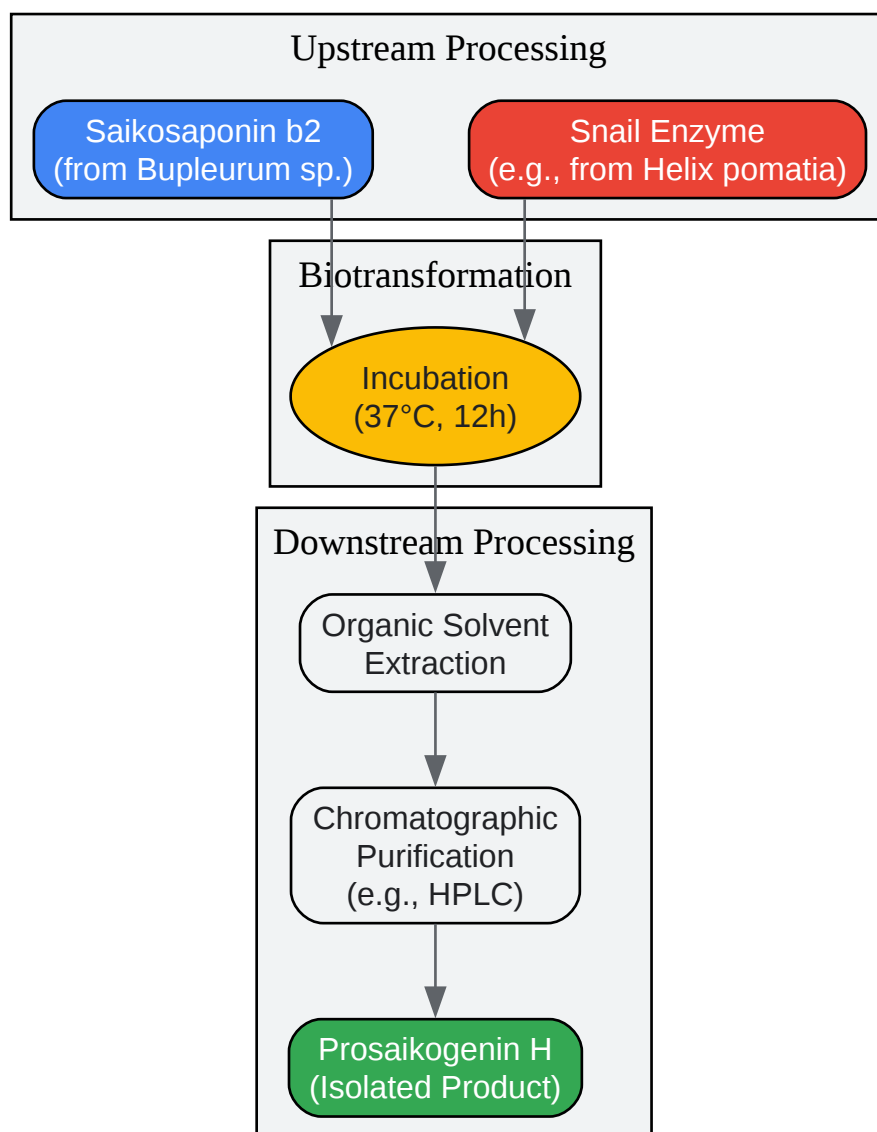 Upstream Processing
Saikosaponin b2
(from Bupleurum sp.)
Snail Enzyme
(e.g., from Helix pomatia)
Biotransformation
Incubation
(37°C, 12h)
Downstream Processing
Organic Solvent
Extraction
Chromatographic
Purification
(e.g., HPLC)
Prosaikogenin H
(Isolated Product)